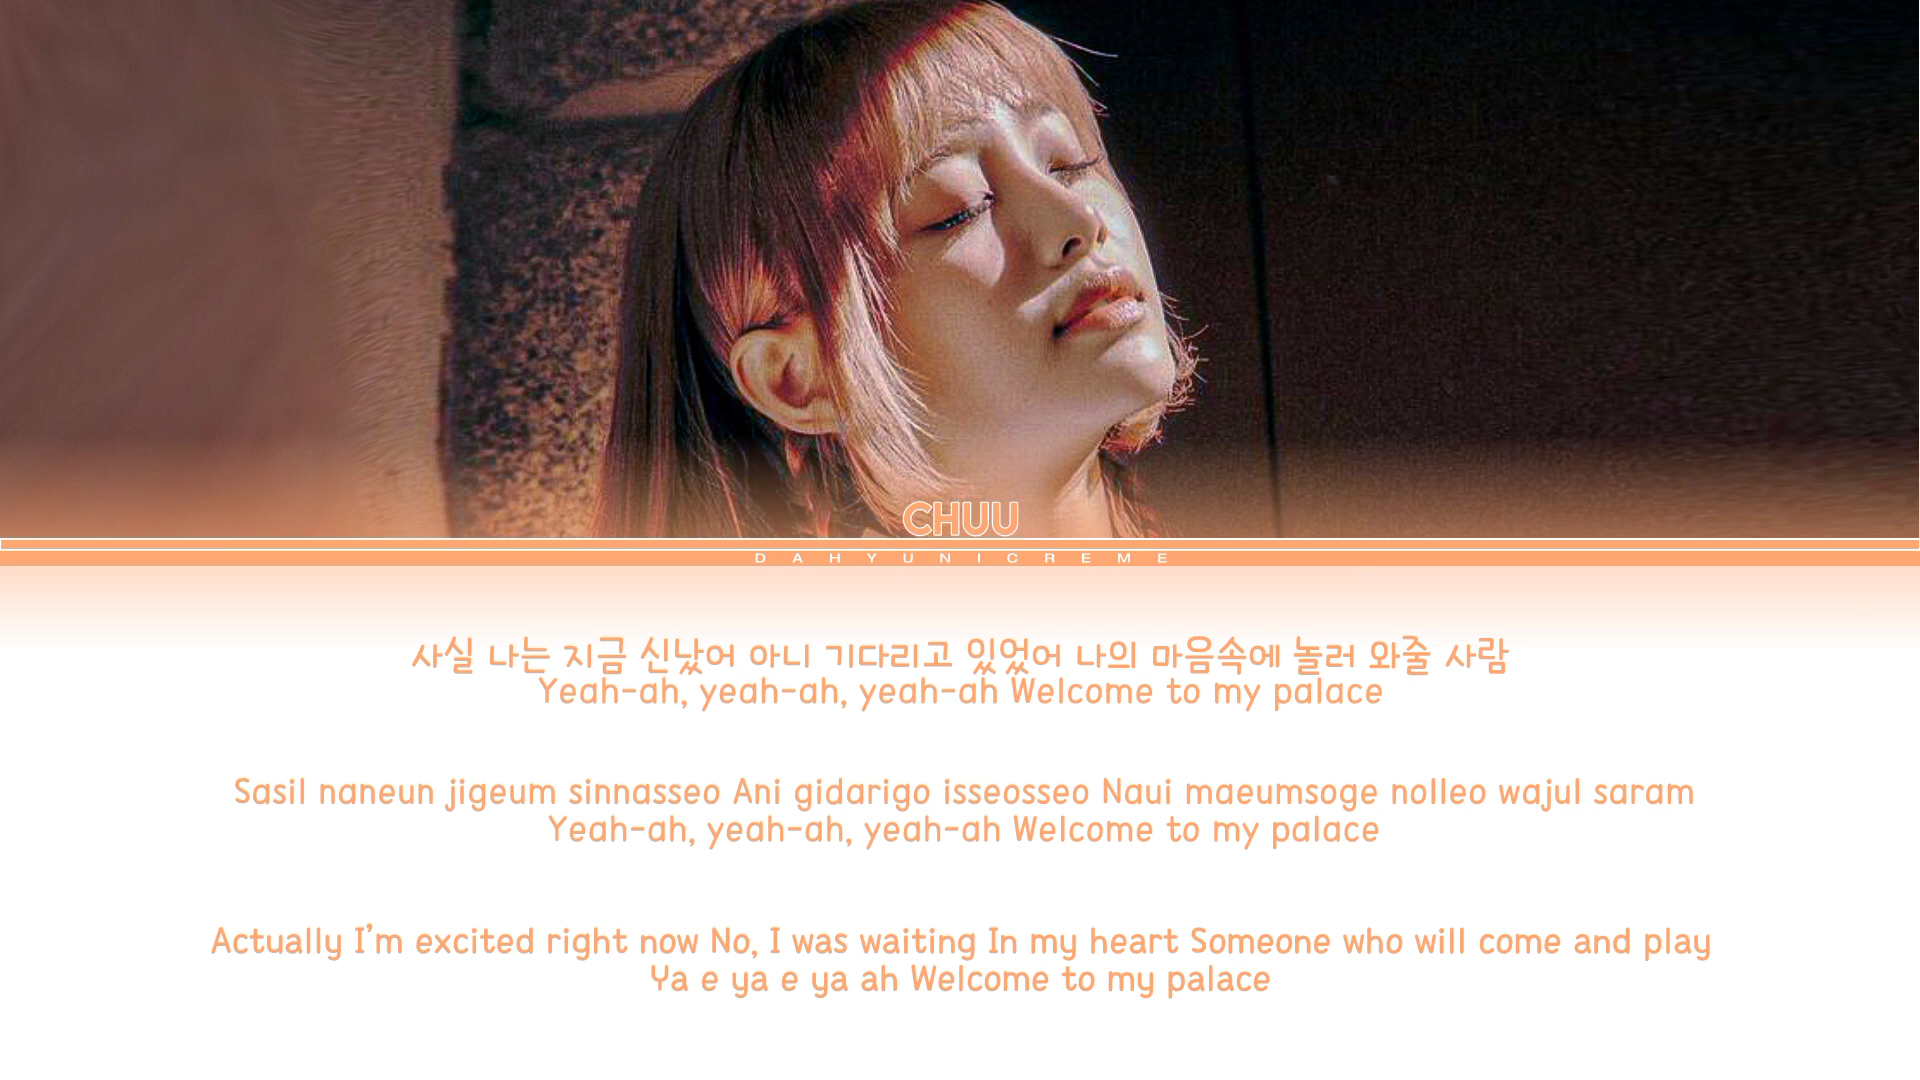 CHUU
DAHYUNICREME
사실 나는 지금 신났어 아니 기다리고 있었어 나의 마음속에 놀러 와줄 사람
Yeah-ah, yeah-ah, yeah-ah Welcome to my palace
Sasil naneun jigeum sinnasseo Ani gidarigo isseosseo Naui maeumsoge nolleo wajul saram
Yeah-ah, yeah-ah, yeah-ah Welcome to my palace
Actually I’m excited right now No, I was waiting In my heart Someone who will come and play
Ya e ya e ya ah Welcome to my palace